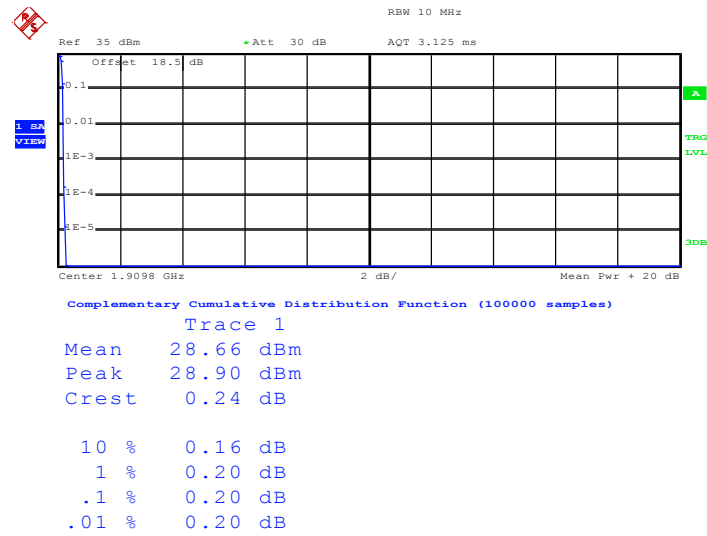 R&S
RBW 10 MHz
Ref 35 dBm *Att 30 dB AQT 3.125 ms
Offset 18.5 dB
0.1
A
0.01
1 SA
VIEW
TRG
LVL
1E-3
1E-4
1E-5
3DB
Center 1.9098 GHz 2 dB/ Mean Pwr + 20 dB
Complementary Cumulative Distribution Function (100000 samples)
Trace 1
Mean 28.66 dBm
Peak 28.90 dBm
Crest 0.24 dB
10 % 0.16 dB
1 % 0.20 dB
.1 % 0.20 dB
.01 % 0.20 dB